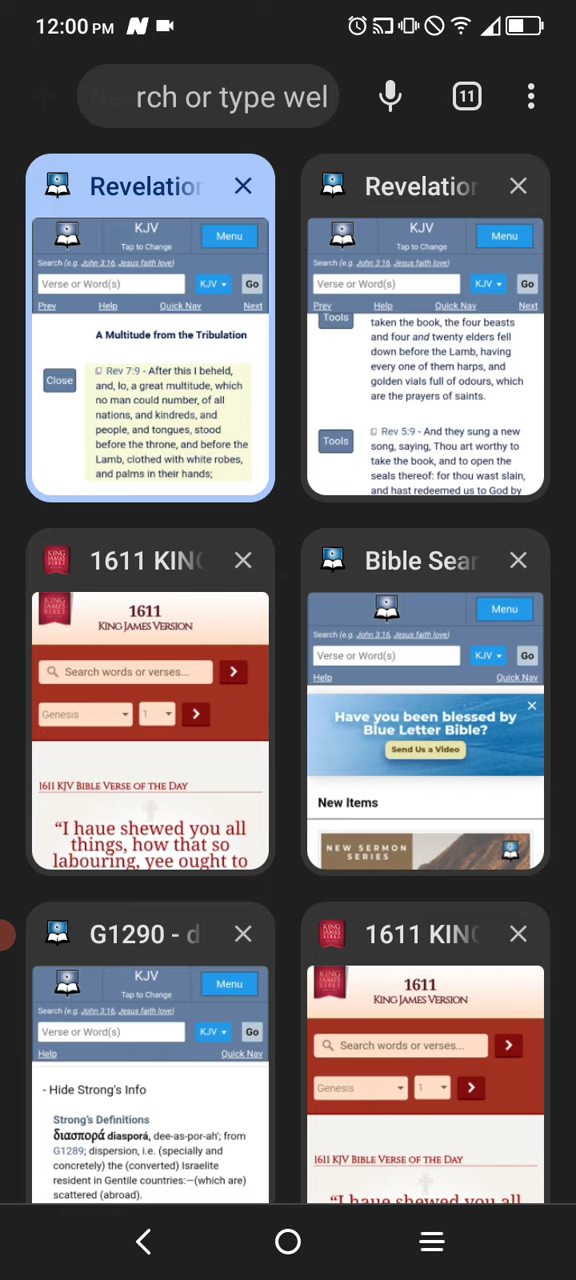 12:00 PM
rch or type wel
11
Revelation
KJV
Tap to Change
Menu
Search (e.g. John 3:16, Jesus faith love)
Verse or Word(s)
KJV
Go
Prev Help Quick Nav Next
A Multitude from the Tribulation
Close
Rev 7:9 - After this I beheld,
and, lo, a great multitude, which
no man could number, of all
nations, and kindreds, and
people, and tongues, stood
before the throne, and before the
Lamb, clothed with white robes,
and palms in their hands;
Revelation
KJV
Tap to Change
Menu
Search (e.g. John 3:16, Jesus faith love)
Verse or Word(s)
KJV
Go
Prev Help Quick Nav Next
Tools
taken the book, the four beasts
and four and twenty elders fell
down before the Lamb, having
every one of them harps, and
golden vials full of odours, which
are the prayers of saints.
Tools
Rev 5:9 - And they sung a new
song, saying, Thou art worthy to
take the book, and to open the
seals thereof: for thou wast slain,
and hast redeemed us to God by
1611 KING
KING JAMES BIBLE
1611
KING JAMES VERSION
Search words or verses...
Genesis
1
1611 KJV BIBLE VERSE OF THE DAY
“I haue shewed you all
things, how that so
labouring, yee ought to
Bible Sear
Menu
Search (e.g. John 3:16, Jesus faith love)
Verse or Word(s)
KJV
Go
Help Quick Nav
Have you been blessed by
Blue Letter Bible?
Send Us a Video
New Items
NEW SERMON
SERIES
G1290 - d
KJV
Tap to Change
Menu
Search (e.g. John 3:16, Jesus faith love)
Verse or Word(s)
KJV
Go
Help Quick Nav
- Hide Strong's Info
Strong's Definitions
διασπορά diasporá, dee-as-por-ah'; from
G1289; dispersion, i.e. (specially and
concretely) the (converted) Israelite
resident in Gentile countries:—(which are)
scattered (abroad).
1611 KING
KING JAMES BIBLE
1611
KING JAMES VERSION
Search words or verses...
Genesis
1
1611 KJV BIBLE VERSE OF THE DAY
“I haue shewed you all